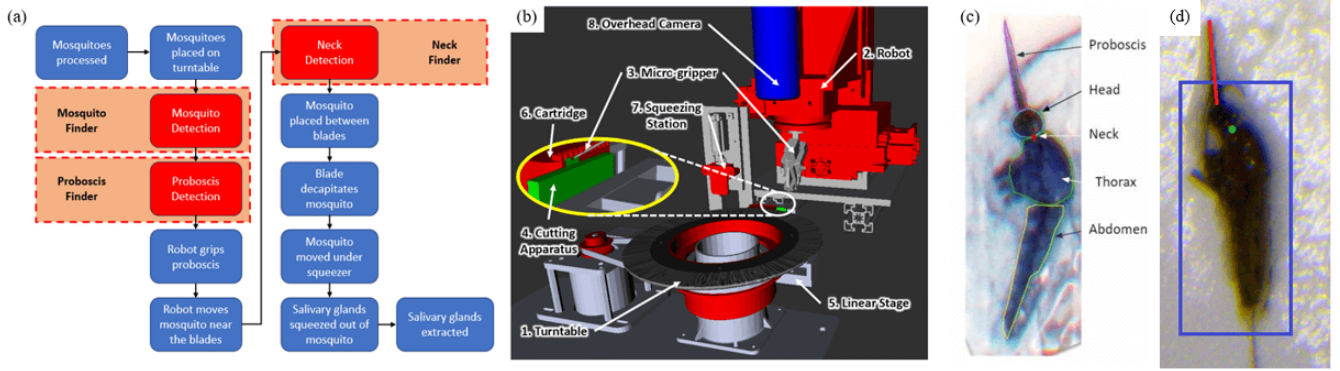 (a)
Mosquitoes
processed
Mosquitoes
placed on
turntable
Mosquito
Finder
Mosquito
Detection
Proboscis
Finder
Proboscis
Detection
Robot grips
proboscis
Robot moves
mosquito near
the blades
Neck
Detection
Neck
Finder
Mosquito
placed between
blades
Blade
decapitates
mosquito
Mosquito
moved under
squeezer
Salivary glands
squeezed out of
mosquito
Salivary glands
extracted
(b)
8. Overhead Camera
2. Robot
3. Micro-gripper
7. Squeezing
Station
6. Cartridge
4. Cutting
Apparatus
5. Linear Stage
1. Turntable
(c)
Proboscis
Head
Neck
Thorax
Abdomen
(d)